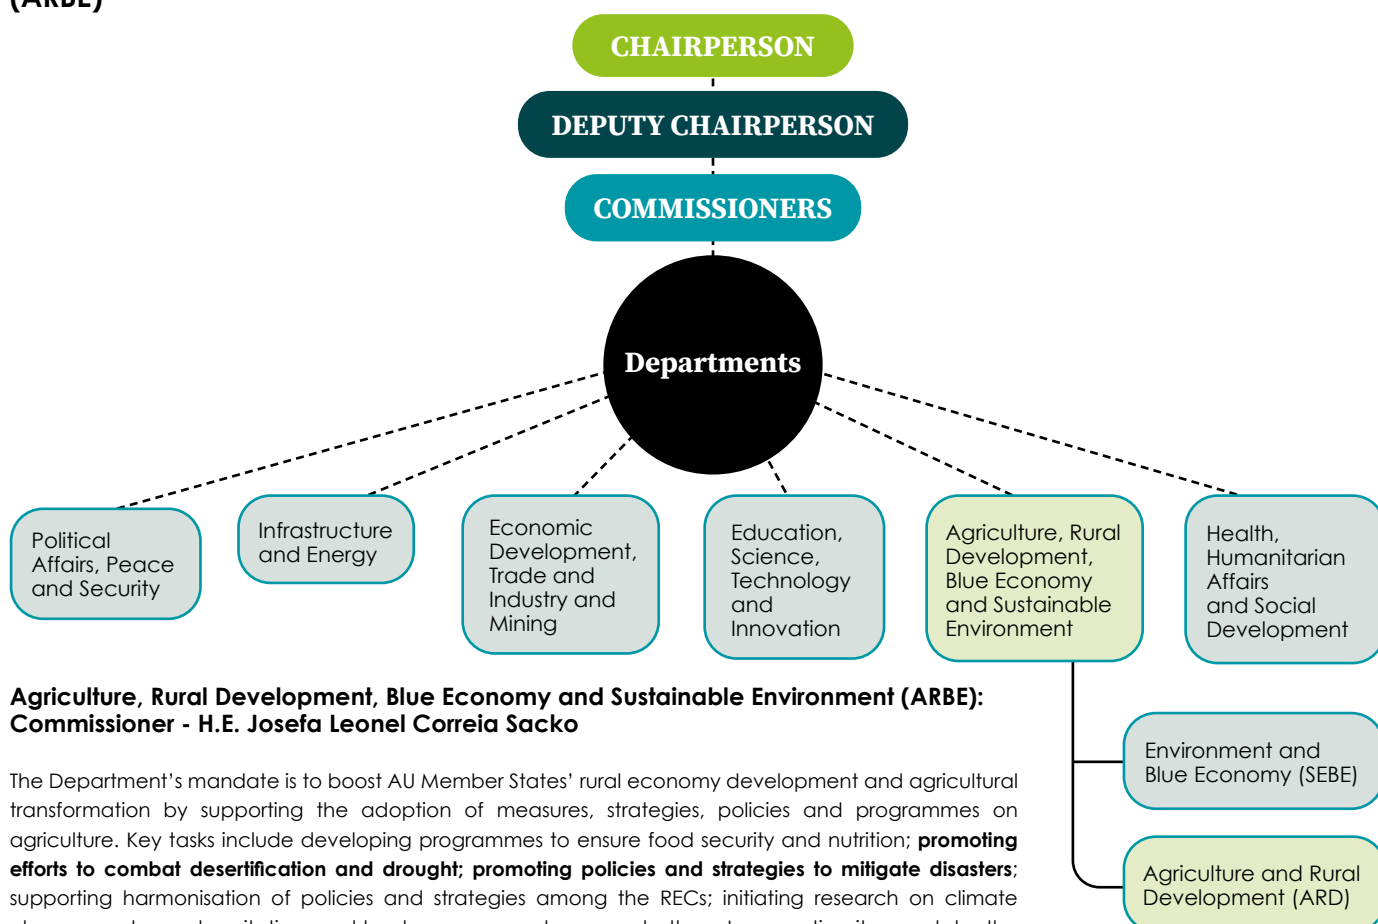 (ARBE)
CHAIRPERSON
DEPUTY CHAIRPERSON
COMMISSIONERS
Departments
Political
Affairs, Peace
and Security
Infrastructure
and Energy
Economic
Development,
Trade and
Industry and
Mining
Education,
Science,
Technology
and
Innovation
Agriculture, Rural
Development,
Blue Economy
and Sustainable
Environment
Health,
Humanitarian
Affairs
and Social
Development
Environment and
Blue Economy (SEBE)
Agriculture and Rural
Development (ARD)
Agriculture, Rural Development, Blue Economy and Sustainable Environment (ARBE):
Commissioner - H.E. Josefa Leonel Correia Sacko
The Department’s mandate is to boost AU Member States’ rural economy development and agricultural
transformation by supporting the adoption of measures, strategies, policies and programmes on
agriculture. Key tasks include developing programmes to ensure food security and nutrition; promoting
efforts to combat desertification and drought; promoting policies and strategies to mitigate disasters;
supporting harmonisation of policies and strategies among the RECs; initiating research on climate